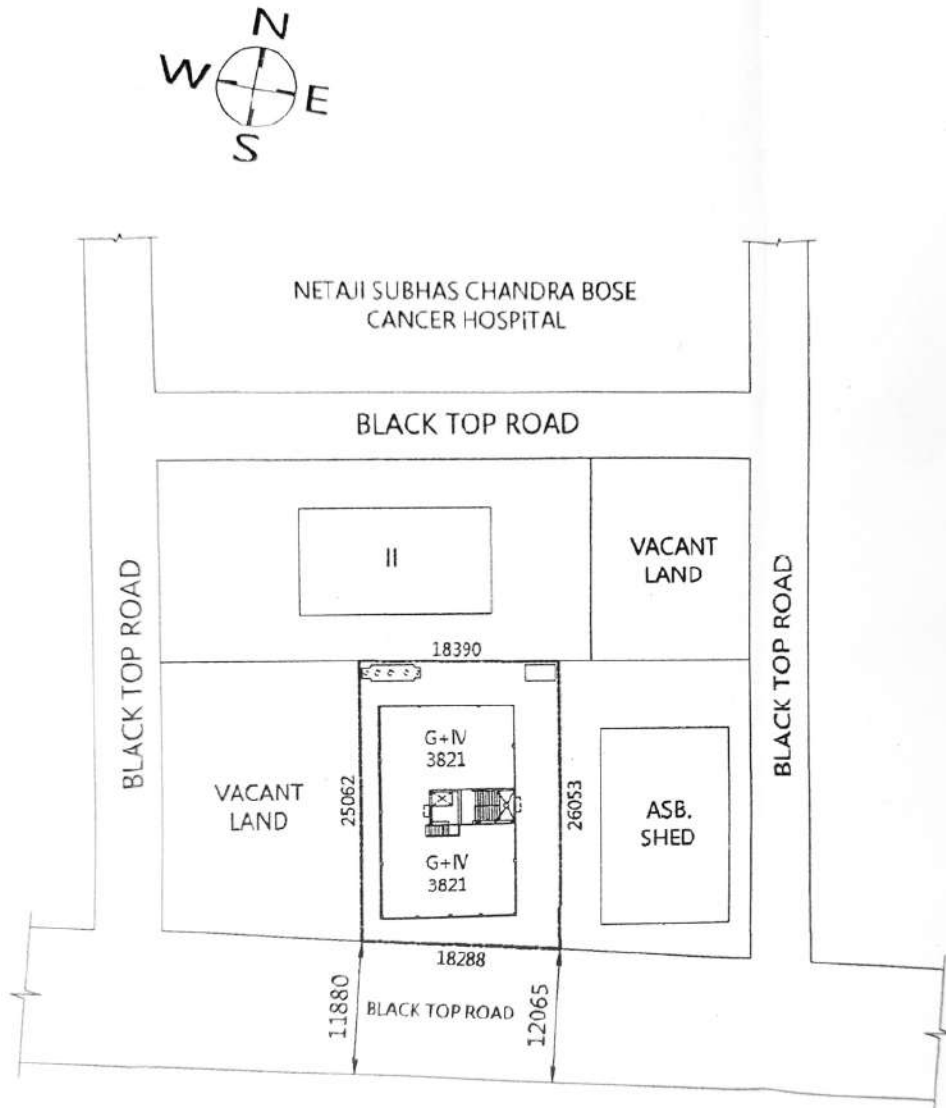 N
W
E
S
NETAJI SUBHAS CHANDRA BOSE
CANCER HOSPITAL
BLACK TOP ROAD
BLACK TOP ROAD
II
VACANT
LAND
BLACK TOP ROAD
18390
VACANT
LAND
25062
G+IV
3821
G+IV
3821
26053
ASB.
SHED
18288
11880
BLACK TOP ROAD
12065